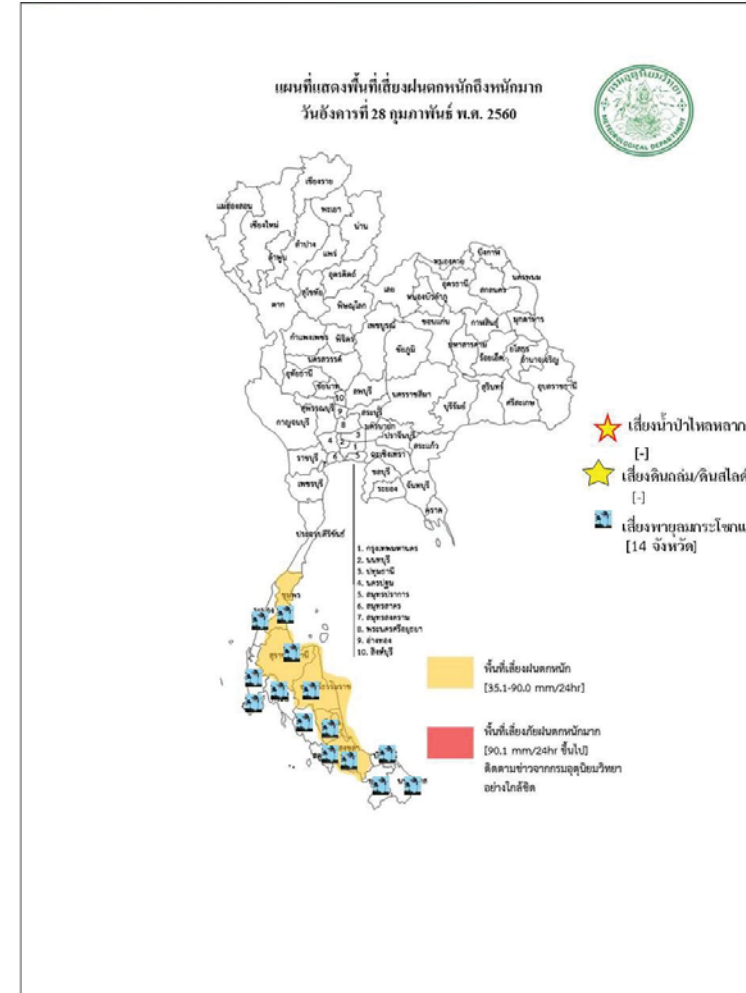 แผนที่แสดงพื้นที่เสี่ยงฝนตกหนักถึงหนักมาก
วันอังคารที่ 28 กุมภาพันธ์ พ.ศ. 2560
กรมอุตุนิยมวิทยา
METEOROLOGICAL DEPARTMENT
เชียงราย
แม่ฮ่องสอน
พะเยา
เชียงใหม่
น่าน
ลำปาง
แพร่
ลำพูน
บึงกาฬ
หนองคาย
อุตรดิตถ์
อุดรธานี
นครพนม
สุโขทัย
เลย
สกลนคร
หนองบัวลำภู
ตาก
พิษณุโลก
มุกดาหาร
ขอนแก่น
กาฬสินธุ์
เพชรบูรณ์
กำแพงเพชร
พิจิตร
มหาสารคาม
ยโสธร
ชัยภูมิ
ร้อยเอ็ด
อำนาจเจริญ
นครสวรรค์
อุทัยธานี
ชัยนาท
ลพบุรี
นครราชสีมา
สุรินทร์
อุบลราชธานี
10
บุรีรัมย์
ศรีสะเกษ
สุพรรณบุรี
9
สระบุรี
กาญจนบุรี
8
นครนายก
4
2
3
ปราจีนบุรี
สระแก้ว
1
ราชบุรี
6
5
ฉะเชิงเทรา
ชลบุรี
เพชรบุรี
ระยอง
จันทบุรี
ตราด
ประจวบคีรีขันธ์
เสี่ยงน้ำป่าไหลหลาก
[-]
เสี่ยงดินถล่ม/ดินสไลด์
[-]
เสี่ยงพายุลมกระโชกแ
[14 จังหวัด]
1. กรุงเทพมหานคร
2. นนทบุรี
3. ปทุมธานี
4. นครปฐม
5. สมุทรปราการ
6. สมุทรสาคร
7. สมุทรสงคราม
8. พระนครศรีอยุธยา
9. อ่างทอง
10. สิงห์บุรี
ชุมพร
พื้นที่เสี่ยงฝนตกหนัก
[35.1-90.0 mm/24hr]
พื้นที่เสี่ยงภัยฝนตกหนักมาก
[90.1 mm/24hr ขึ้นไป]
ติดตามข่าวจากกรมอุตุนิยมวิทยา
อย่างใกล้ชิด